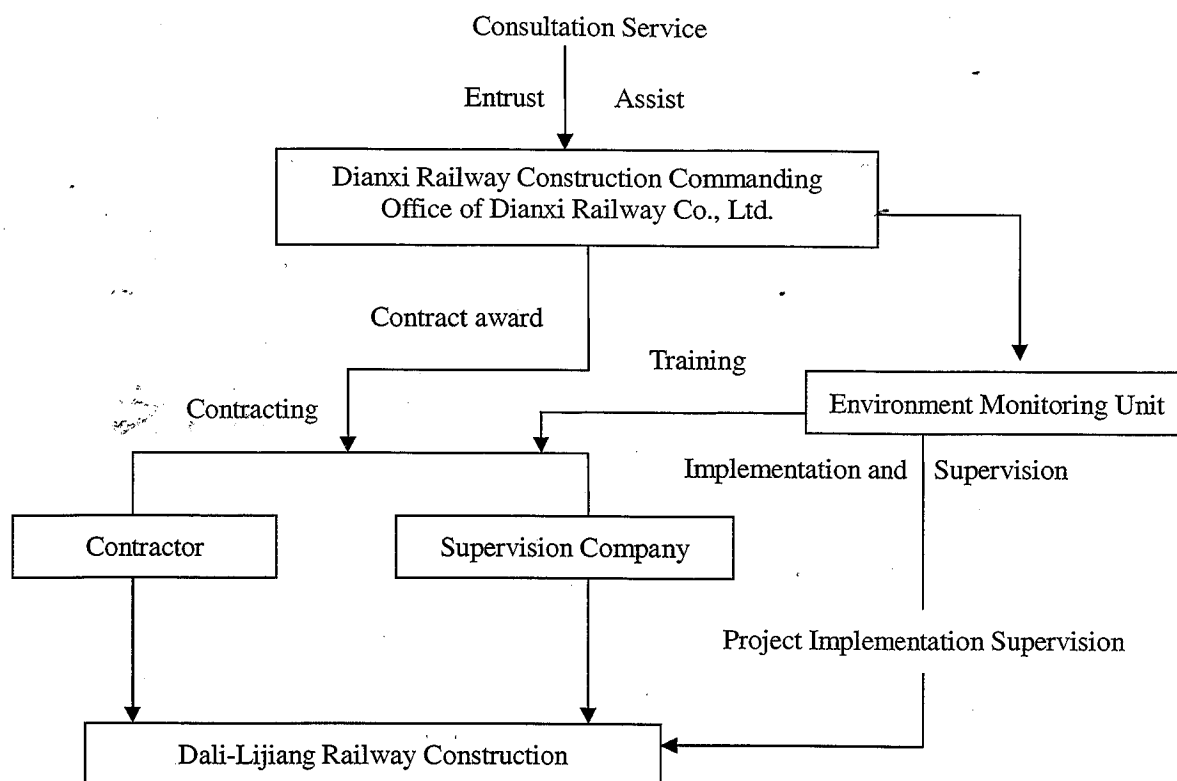 Consultation Service
Entrust Assist
Dianxi Railway Construction Commanding
Office of Dianxi Railway Co., Ltd.
Contract award
Training
Contracting
Environment Monitoring Unit
Implementation and Supervision
Contractor
Supervision Company
Project Implementation Supervision
Dali-Lijiang Railway Construction